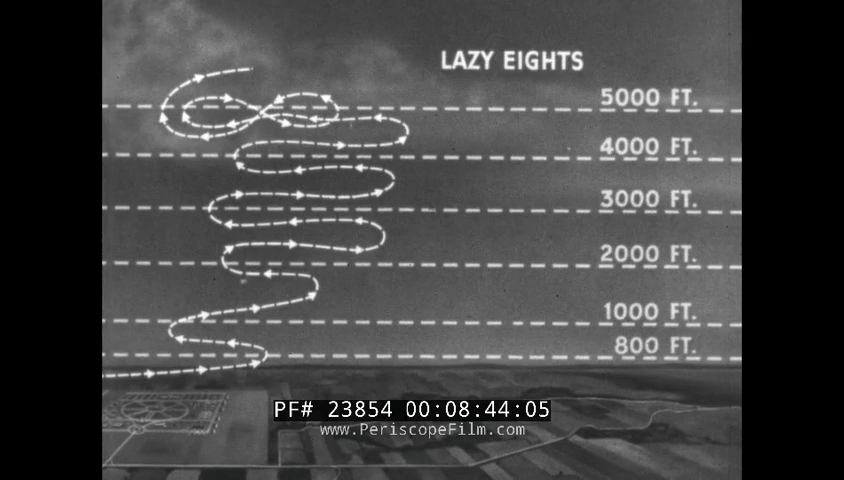 LAZY EIGHTS
5000 FT.
4000 FT.
3000 FT.
2000 FT.
1000 FT.
800 FT.
PF# 23854 00:08:44:05
www.PeriscopeFilm.com